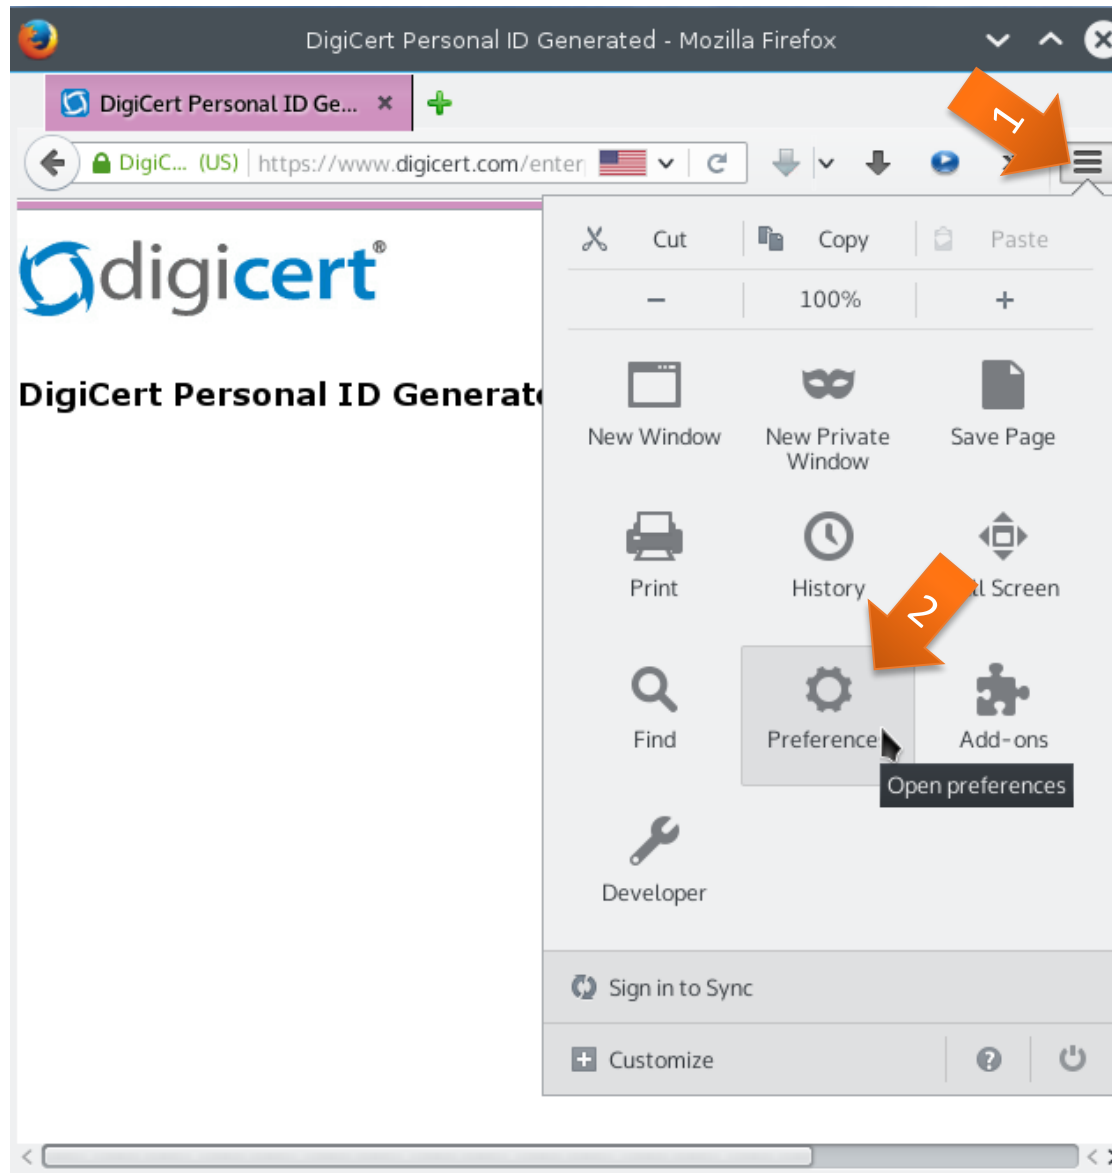 DigiCert Personal ID Generated - Mozilla Firefox
DigiCert Personal ID Ge...
1
DigiC... (US) https://www.digicert.com/enter
Cut Copy Paste
digicert®
100%
DigiCert Personal ID Generat
New Window New Private Window Save Page
Print History Screen
2
Find Preference Add-ons
Open preferences
Developer
Sign in to Sync
Customize